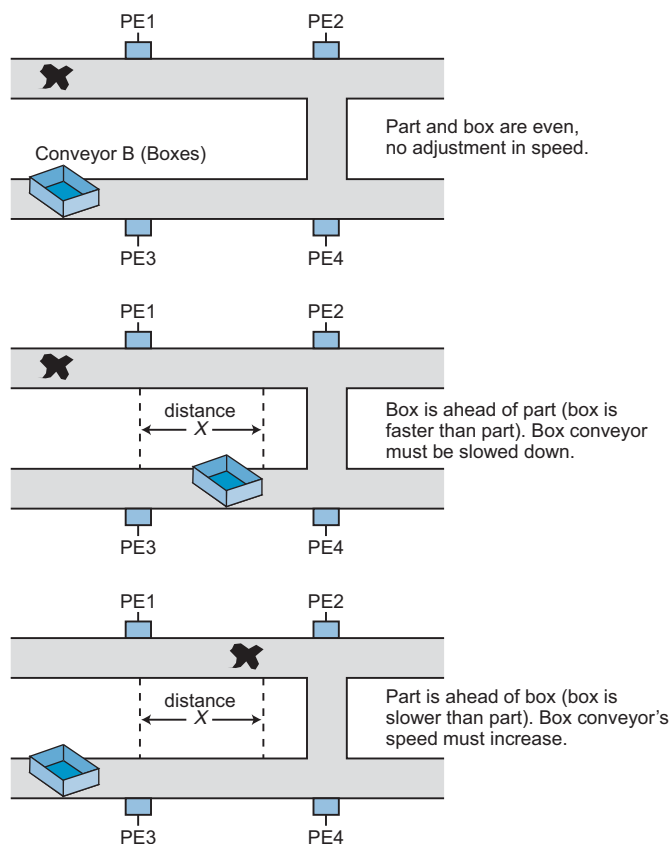 PE1 PE2
Part and box are even,
no adjustment in speed.
Conveyor B (Boxes)
PE3 PE4
PE1 PE2
distance
X
Box is ahead of part (box is
faster than part). Box conveyor
must be slowed down.
PE3 PE4
PE1 PE2
distance
X
Part is ahead of box (box is
slower than part). Box conveyor's
speed must increase.
PE3 PE4